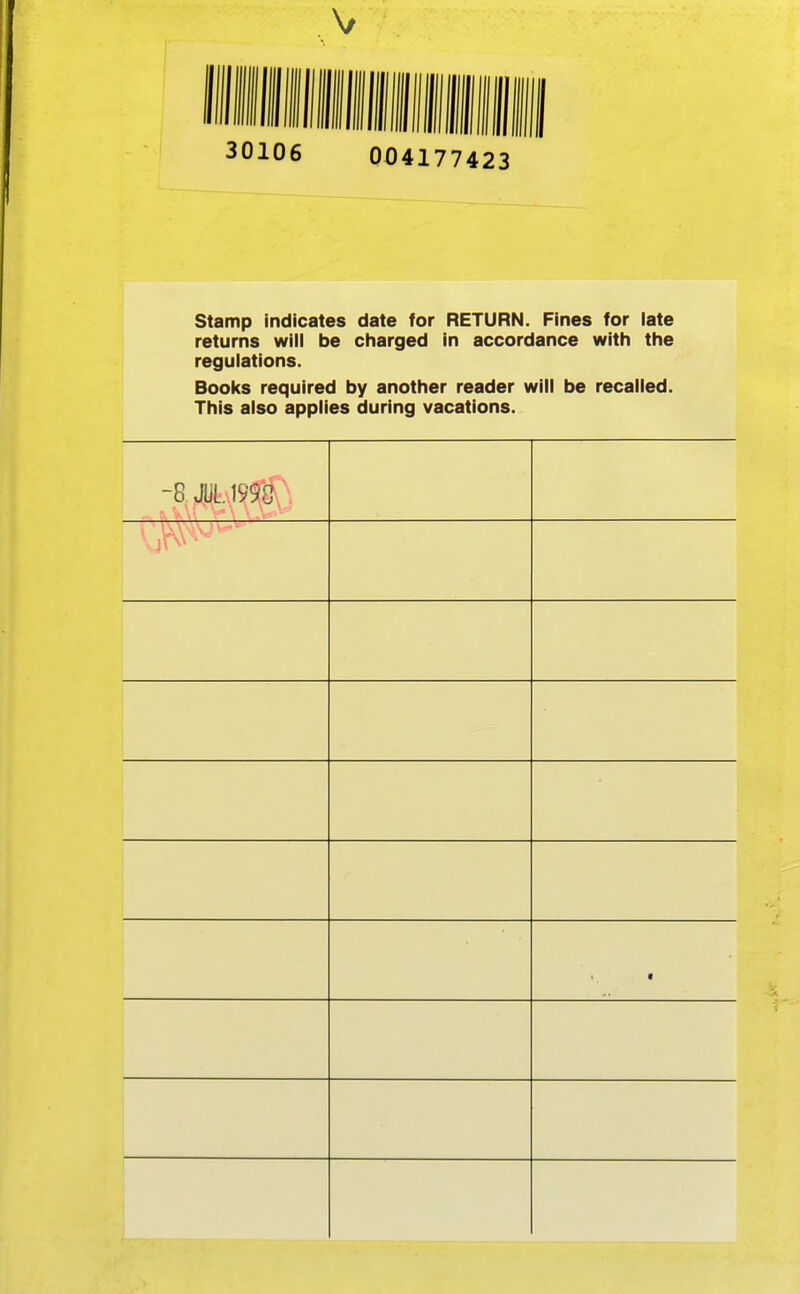 30106 004177423
Stamp indicates date for RETURN. Fines for late
returns will be charged in accordance with the
regulations.
Books required by another reader will be recalled.
This also applies during vacations.
-8. JUL. 1993